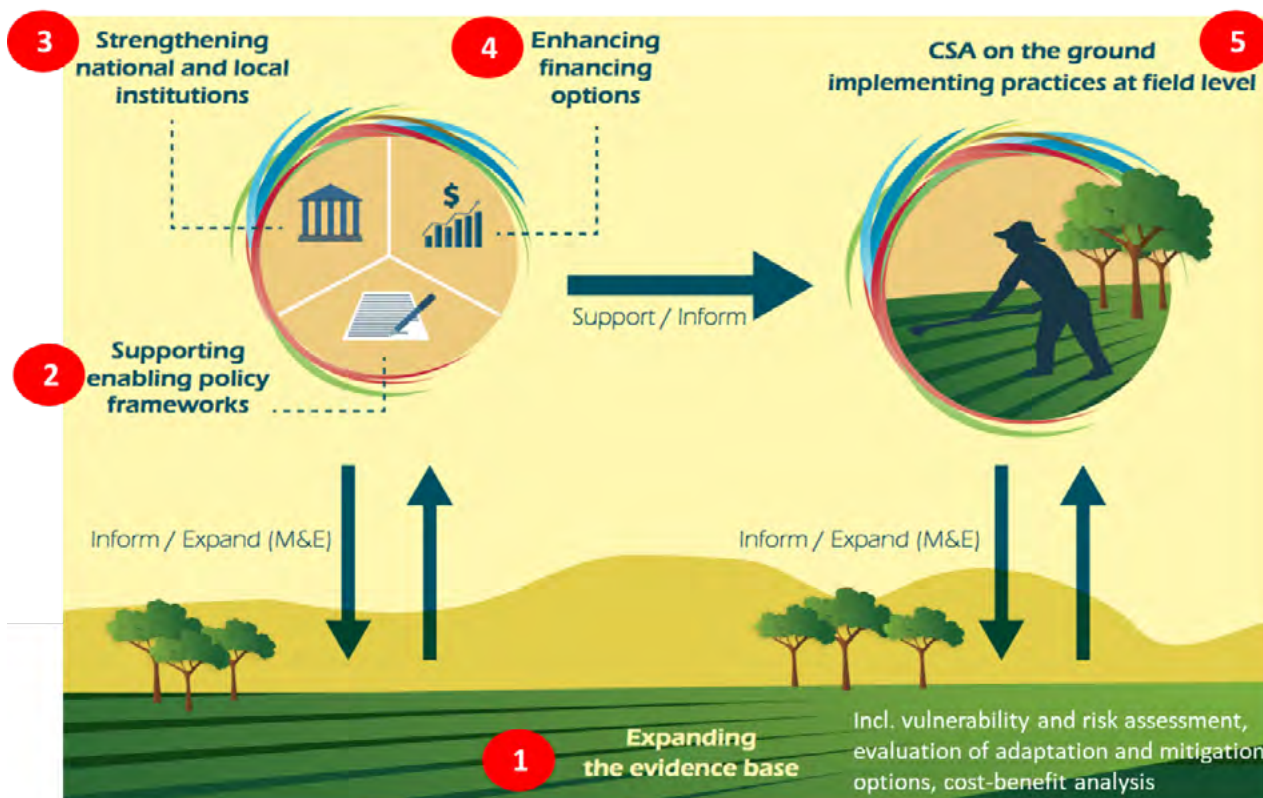 3
Strengthening
national and local
institutions
4
Enhancing
financing
options
5
CSA on the ground
implementing practices at field level
$
Support / Inform
2
Supporting
enabling policy
frameworks
Inform / Expand (M&E)
Inform / Expand (M&E)
1
Expanding
the evidence base
Incl. vulnerability and risk assessment,
evaluation of adaptation and mitigation
options, cost-benefit analysis